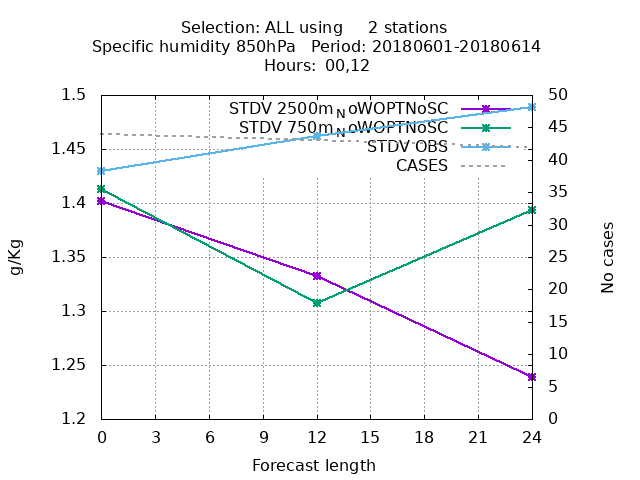 Selection: ALL using 2 stations
Specific humidity 850hPa Period: 20180601-20180614
Hours: 00,12
STDV 2500m_NoWOPTNoSC
STDV 750m_NoWOPTNoSC
STDV OBS
CASES
1.5
1.45
1.4
1.35
1.3
1.25
1.2
g/Kg
50
45
40
35
30
25
20
15
10
5
0
No cases
0 3 6 9 12 15 18 21 24
Forecast length